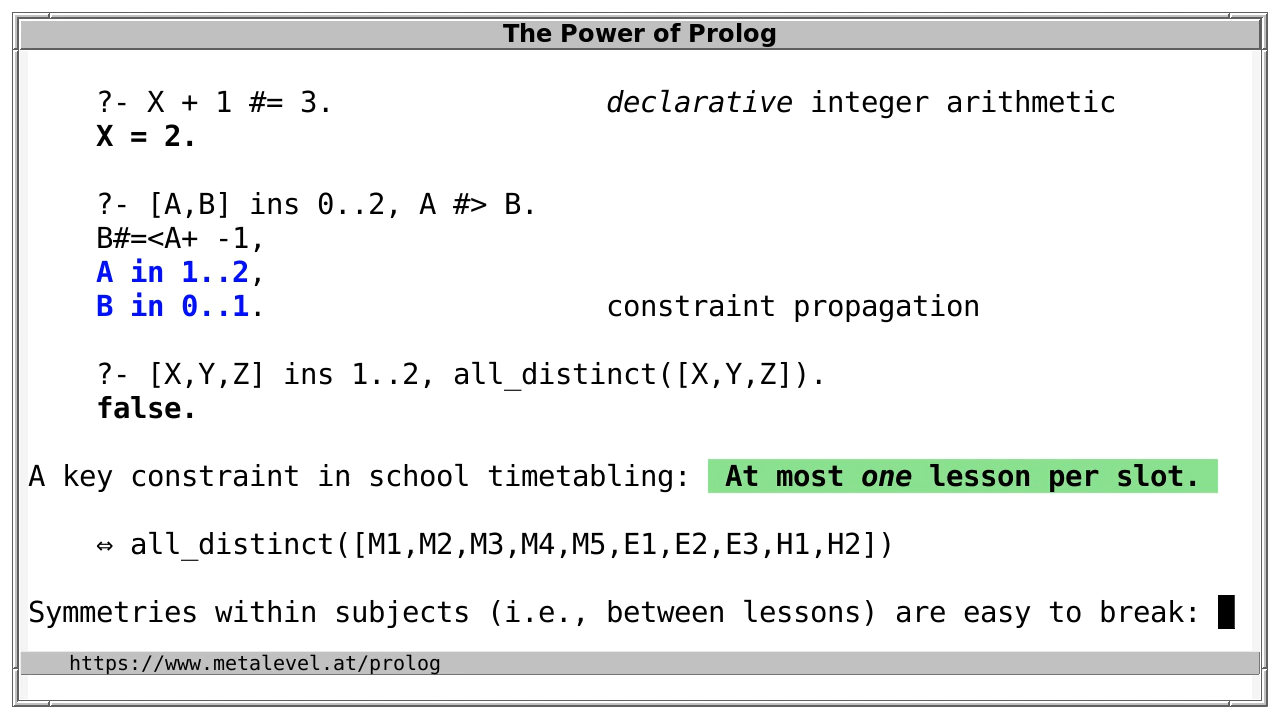 The Power of Prolog
?- X + 1 #= 3. declarative integer arithmetic
X = 2.
?- [A,B] ins 0..2, A #> B.
B#=<A+ -1,
A in 1..2,
B in 0..1. constraint propagation
?- [X,Y,Z] ins 1..2, all_distinct([X,Y,Z]).
false.
A key constraint in school timetabling: At most one lesson per slot.
⇔ all_distinct([M1,M2,M3,M4,M5,E1,E2,E3,H1,H2])
Symmetries within subjects (i.e., between lessons) are easy to break:
https://www.metalevel.at/prolog